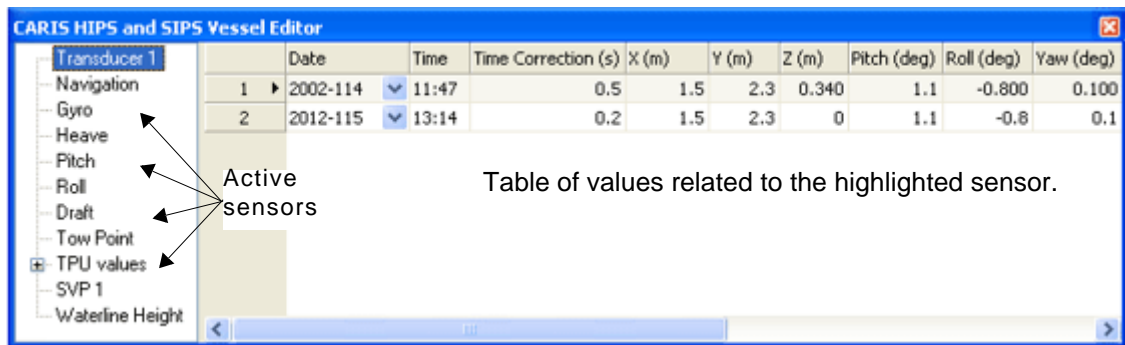 CARIS HIPS and SIPS Vessel Editor
Transducer 1
Navigation
Gyro
Heave
Pitch
Roll
Draft
Tow Point
TPU values
SVP 1
Waterline Height
Active
sensors
Date Time Time Correction (s) X (m) Y (m) Z (m) Pitch (deg) Roll (deg) Yaw (deg)
1 2002-114 11:47 0.5 1.5 2.3 0.340 1.1 -0.800 0.100
2 2012-115 13:14 0.2 1.5 2.3 0 1.1 -0.8 0.1
Table of values related to the highlighted sensor.